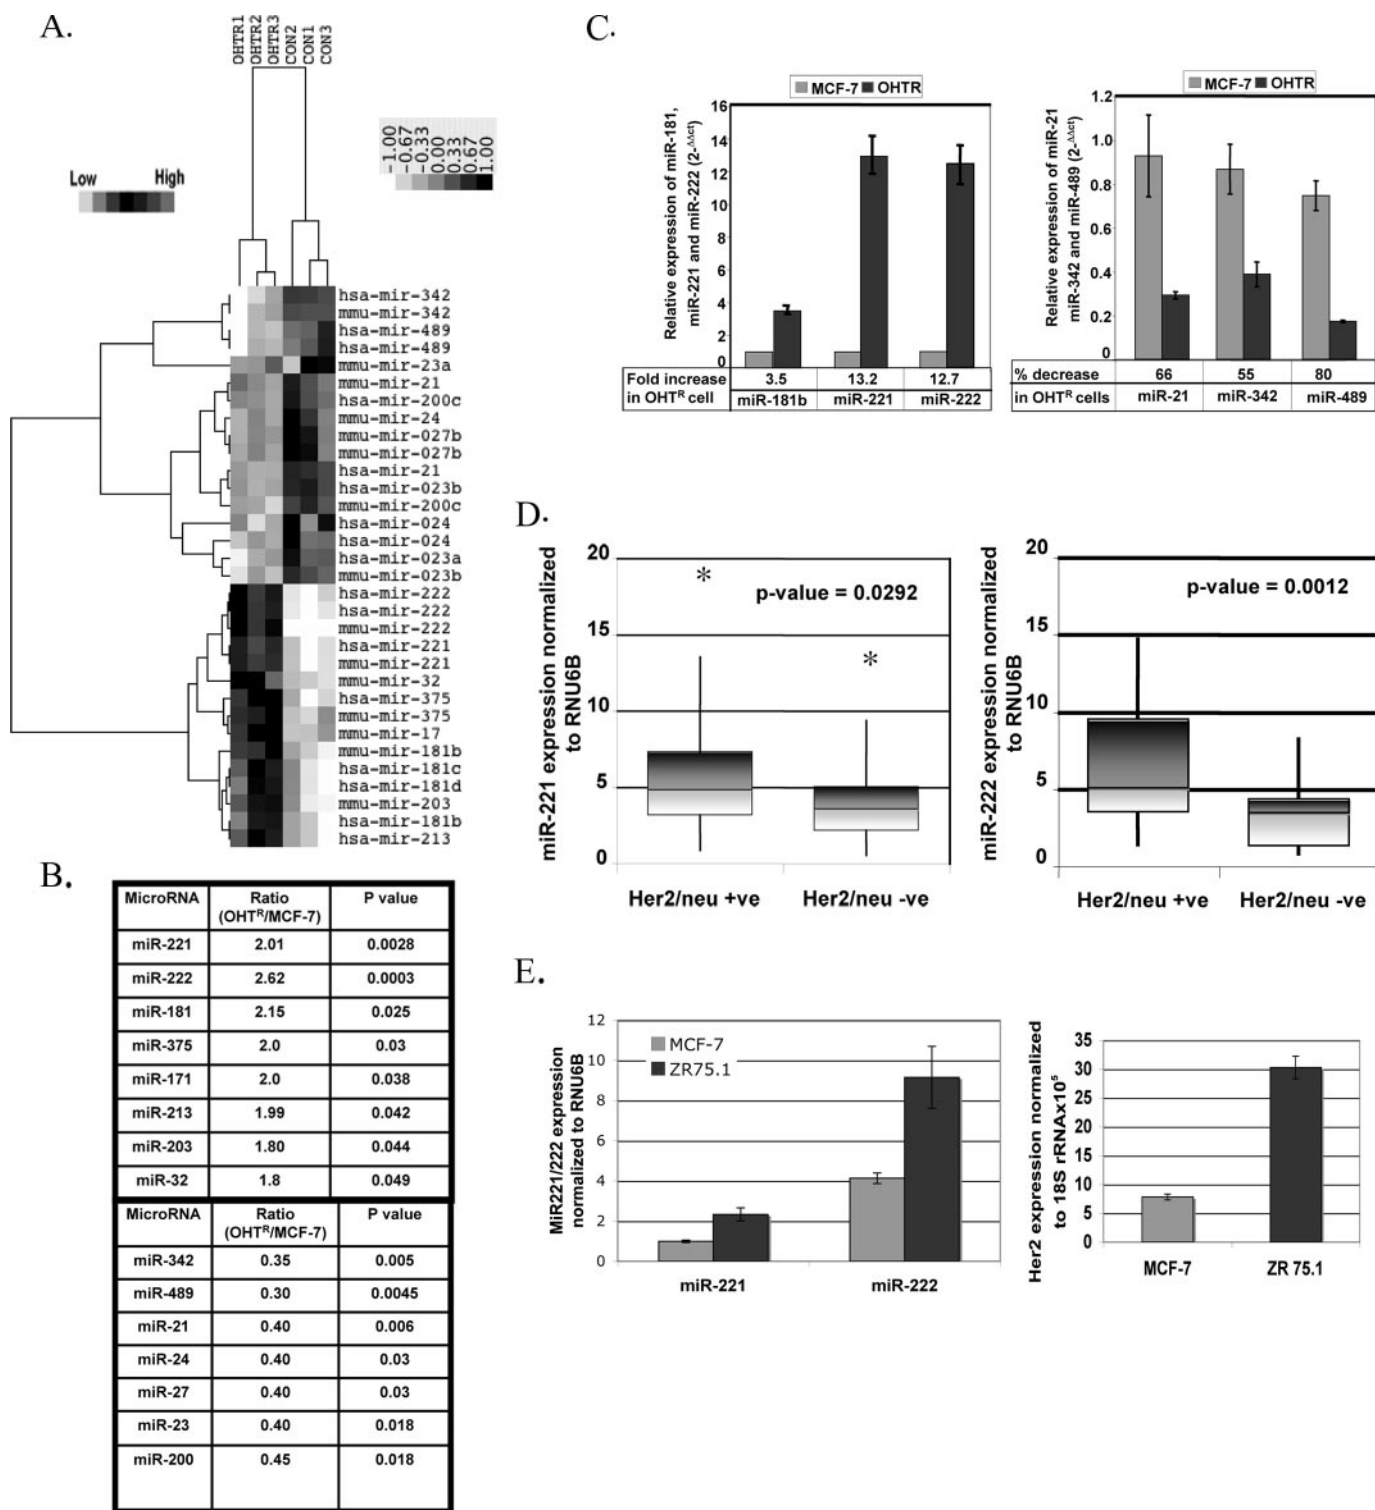 A.
OHTR1
OHTR2
OHTR3
CON2
CON1
CON3
Low High
-1.00
-0.67
-0.33
0.00
0.33
0.67
1.00
hsa-mir-342
mmu-mir-342
hsa-mir-489
hsa-mir-489
mmu-mir-23a
mmu-mir-21
hsa-mir-200c
mmu-mir-24
mmu-mir-027b
mmu-mir-027b
hsa-mir-21
hsa-mir-023b
mmu-mir-200c
hsa-mir-024
hsa-mir-024
hsa-mir-023a
mmu-mir-023b
hsa-mir-222
hsa-mir-222
mmu-mir-222
hsa-mir-221
mmu-mir-221
mmu-mir-32
hsa-mir-375
mmu-mir-375
mmu-mir-17
mmu-mir-181b
hsa-mir-181c
hsa-mir-181d
mmu-mir-203
hsa-mir-181b
hsa-mir-213
B.
MicroRNA Ratio (OHTᴿ/MCF-7) P value
miR-221 2.01 0.0028
miR-222 2.62 0.0003
miR-181 2.15 0.025
miR-375 2.0 0.03
miR-171 2.0 0.038
miR-213 1.99 0.042
miR-203 1.80 0.044
miR-32 1.8 0.049
MicroRNA Ratio (OHTᴿ/MCF-7) P value
miR-342 0.35 0.005
miR-489 0.30 0.0045
miR-21 0.40 0.006
miR-24 0.40 0.03
miR-27 0.40 0.03
miR-23 0.40 0.018
miR-200 0.45 0.018
C.
MCF-7 OHTR
Relative expression of miR-181,
miR-221 and miR-222 (2-ΔΔct)
16
14
12
10
8
6
4
2
0
Fold increase 3.5 13.2 12.7
in OHTᴿ cell miR-181b miR-221 miR-222
MCF-7 OHTR
Relative expression of miR-21
miR-342 and miR-489 (2-ΔΔct)
1.2
1.0
0.8
0.6
0.4
0.2
0
% decrease 66 55 80
in OHTᴿ cells miR-21 miR-342 miR-489
D.
miR-221 expression normalized
to RNU6B
20
15
10
5
0
*
*
p-value = 0.0292
Her2/neu +ve Her2/neu -ve
miR-222 expression normalized
to RNU6B
20
15
10
5
0
p-value = 0.0012
Her2/neu +ve Her2/neu -ve
E.
MiR221/222 expression
normalized to RNU6B
12
10
8
6
4
2
0
MCF-7
ZR75.1
miR-221 miR-222
Her2 expression normalized
to 18S rRNAx10⁵
35
30
25
20
15
10
5
0
MCF-7 ZR 75.1